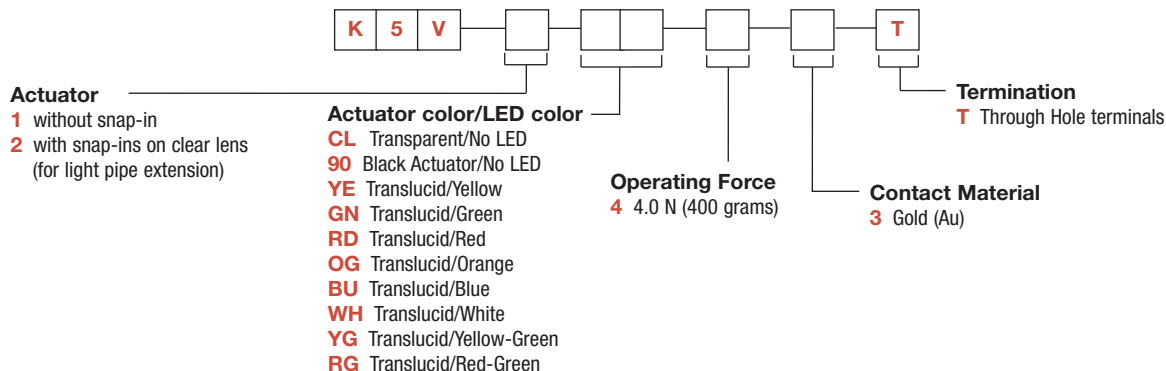 K 5 V T
Actuator
1 without snap-in
2 with snap-ins on clear lens
(for light pipe extension)
Actuator color/LED color
CL Transparent/No LED
90 Black Actuator/No LED
YE Translucid/Yellow
GN Translucid/Green
RD Translucid/Red
OG Translucid/Orange
BU Translucid/Blue
WH Translucid/White
YG Translucid/Yellow-Green
RG Translucid/Red-Green
Operating Force
4 4.0 N (400 grams)
Contact Material
3 Gold (Au)
Termination
T Through Hole terminals